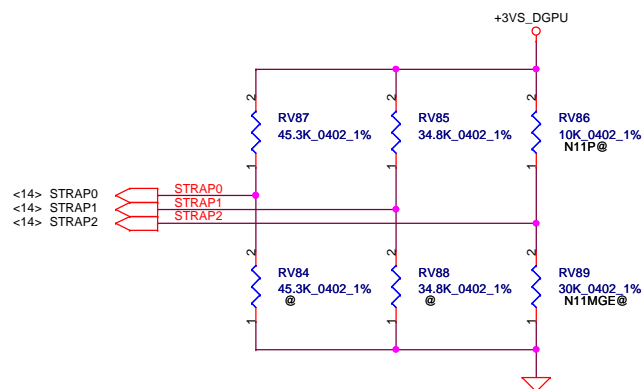 +3VS_DGPU
2
2
2
RV87
45.3K_0402_1%
RV85
34.8K_0402_1%
RV86
10K_0402_1%
N11P@
1
1
1
<14> STRAP0
STRAP0
<14> STRAP1
STRAP1
<14> STRAP2
STRAP2
2
2
2
RV84
45.3K_0402_1%
@
RV88
34.8K_0402_1%
@
RV89
30K_0402_1%
N11MGE@
1
1
1